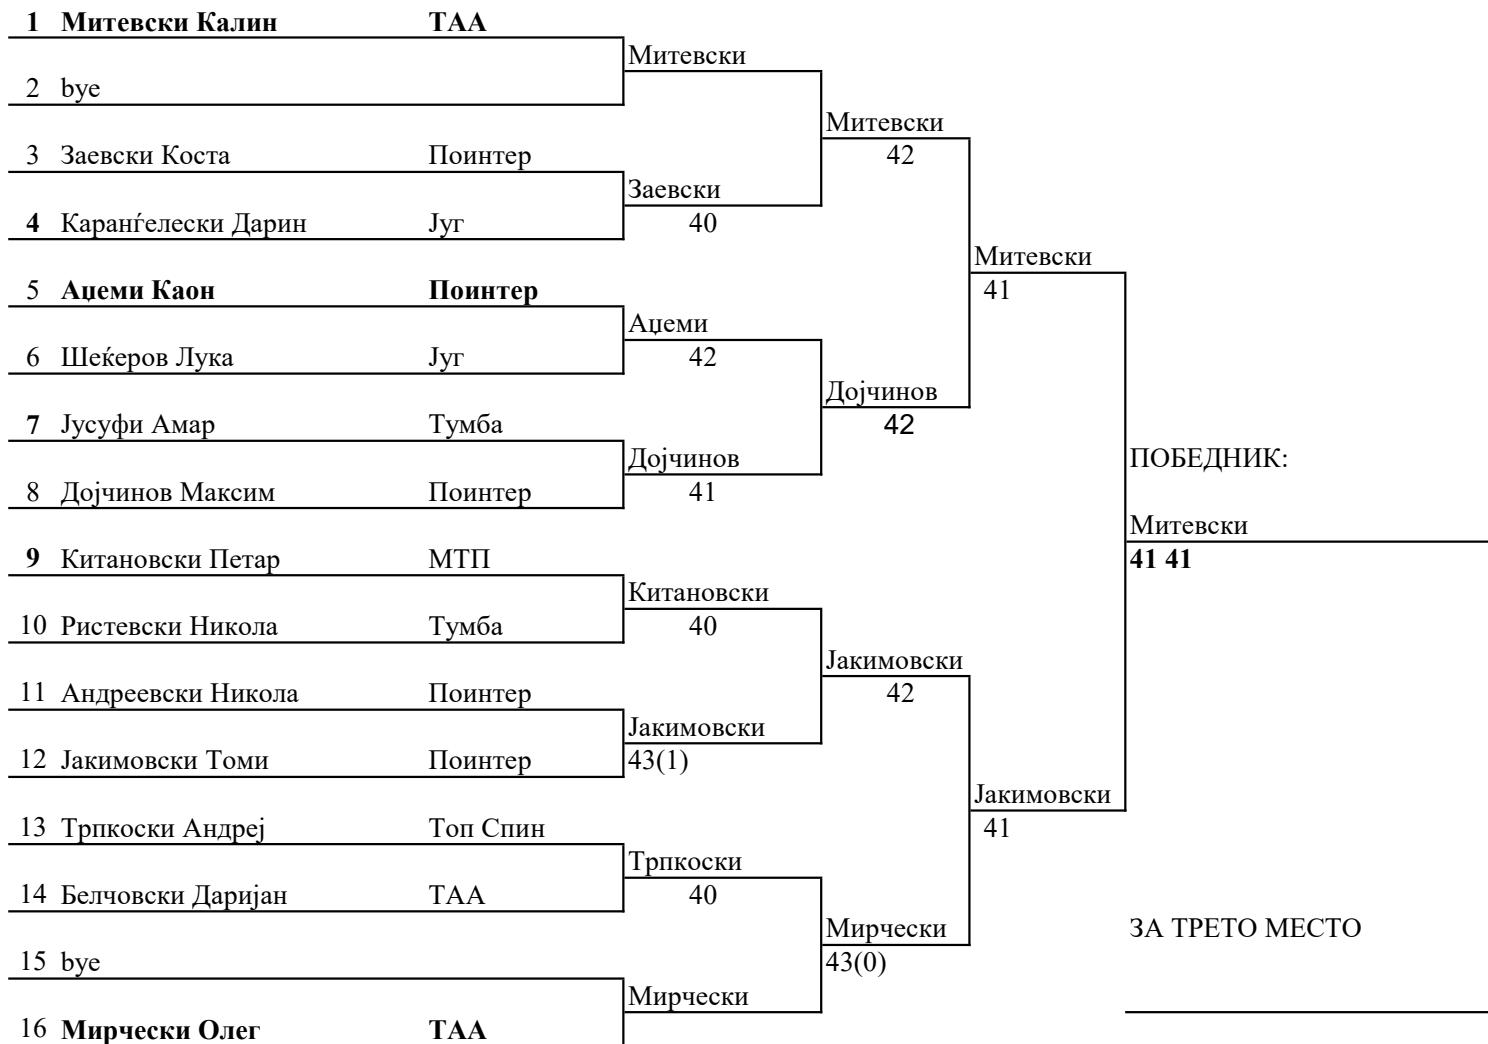 1 Митевски Калин ТАА
Митевски
2 bye
Митевски
3 Заевски Коста Поинтер 42
Заевски
4 Каранѓелески Дарин Југ 40
Митевски
5 Аџеми Каон Поинтер 41
Аџеми
6 Шеќеров Лука Југ 42
Дојчинов
7 Јусуфи Амар Тумба 42
Дојчинов ПОБЕДНИК:
8 Дојчинов Максим Поинтер 41
Митевски
9 Китановски Петар МТП 41 41
Китановски
10 Ристевски Никола Тумба 40
Јакимовски
11 Андреевски Никола Поинтер 42
Јакимовски
12 Јакимовски Томи Поинтер 43(1)
Јакимовски
13 Трпкоски Андреј Топ Спин 41
Трпкоски
14 Белчовски Даријан ТАА 40
Мирчески ЗА ТРЕТО МЕСТО
15 bye 43(0)
Мирчески
16 Мирчески Олег ТАА